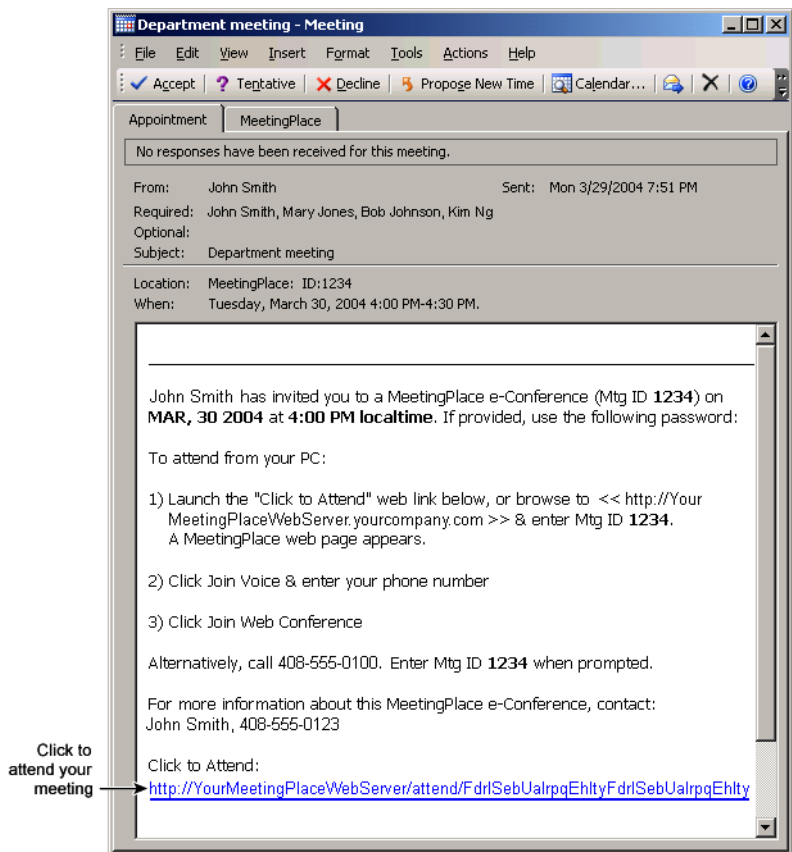 Department meeting - Meeting
File Edit View Insert Format Tools Actions Help
Accept ? Tentative Decline Propose New Time Calendar...
Appointment MeetingPlace
No responses have been received for this meeting.
From: John Smith Sent: Mon 3/29/2004 7:51 PM
Required: John Smith, Mary Jones, Bob Johnson, Kim Ng
Optional:
Subject: Department meeting
Location: MeetingPlace: ID:1234
When: Tuesday, March 30, 2004 4:00 PM-4:30 PM.
John Smith has invited you to a MeetingPlace e-Conference (Mtg ID 1234) on
MAR, 30 2004 at 4:00 PM localtime. If provided, use the following password:
To attend from your PC:
1) Launch the "Click to Attend" web link below, or browse to << http://Your
MeetingPlaceWebServer.yourcompany.com >> & enter Mtg ID 1234.
A MeetingPlace web page appears.
2) Click Join Voice & enter your phone number
3) Click Join Web Conference
Alternatively, call 408-555-0100. Enter Mtg ID 1234 when prompted.
For more information about this MeetingPlace e-Conference, contact:
John Smith, 408-555-0123
Click to Attend:
http://YourMeetingPlaceWebServer/attend/FdrlSebUalrpqEhltyFdrlSebUalrpqEhlty
Click to
attend your
meeting